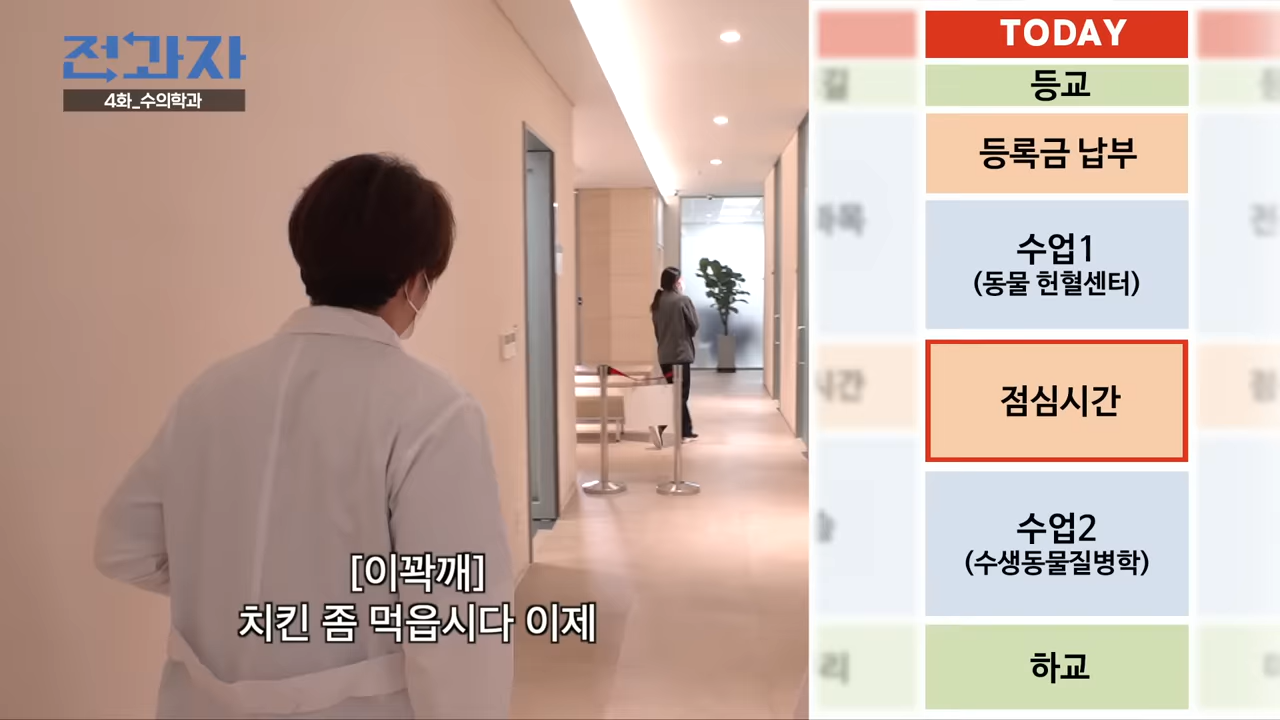 전과자
4화_수의학과
[이꽉깨]
치킨 좀 먹읍시다 이제
TODAY
등교
등록금 납부
수업1
(동물 헌혈센터)
점심시간
수업2
(수생동물질병학)
하교